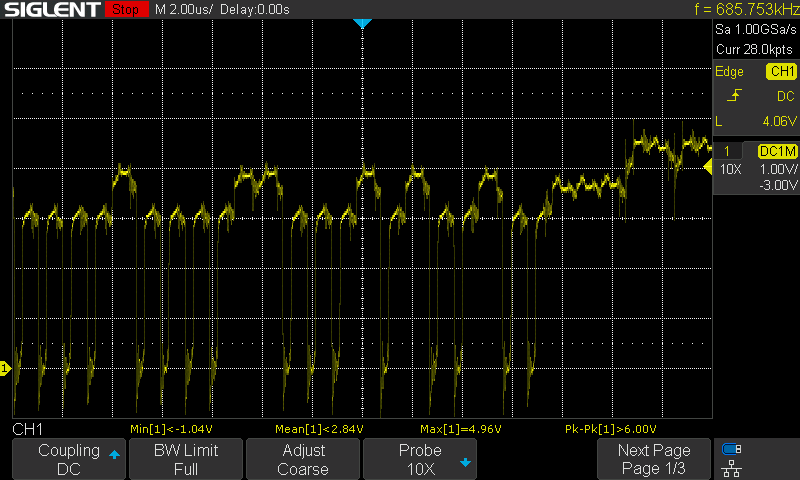 SIGLENT Stop M 2.00us/ Delay:0.00s f = 685.753kHz
Sa 1.00GSa/s
Curr 28.0kpts
Edge CH1
DC
L 4.06V
1 DC1M
10X 1.00V/
-3.00V
1
CH1 Min[1]<-1.04V Mean[1]<2.84V Max[1]=4.96V Pk-Pk[1]>6.00V
Coupling BW Limit Adjust Probe Next Page
DC Full Coarse 10X Page 1/3